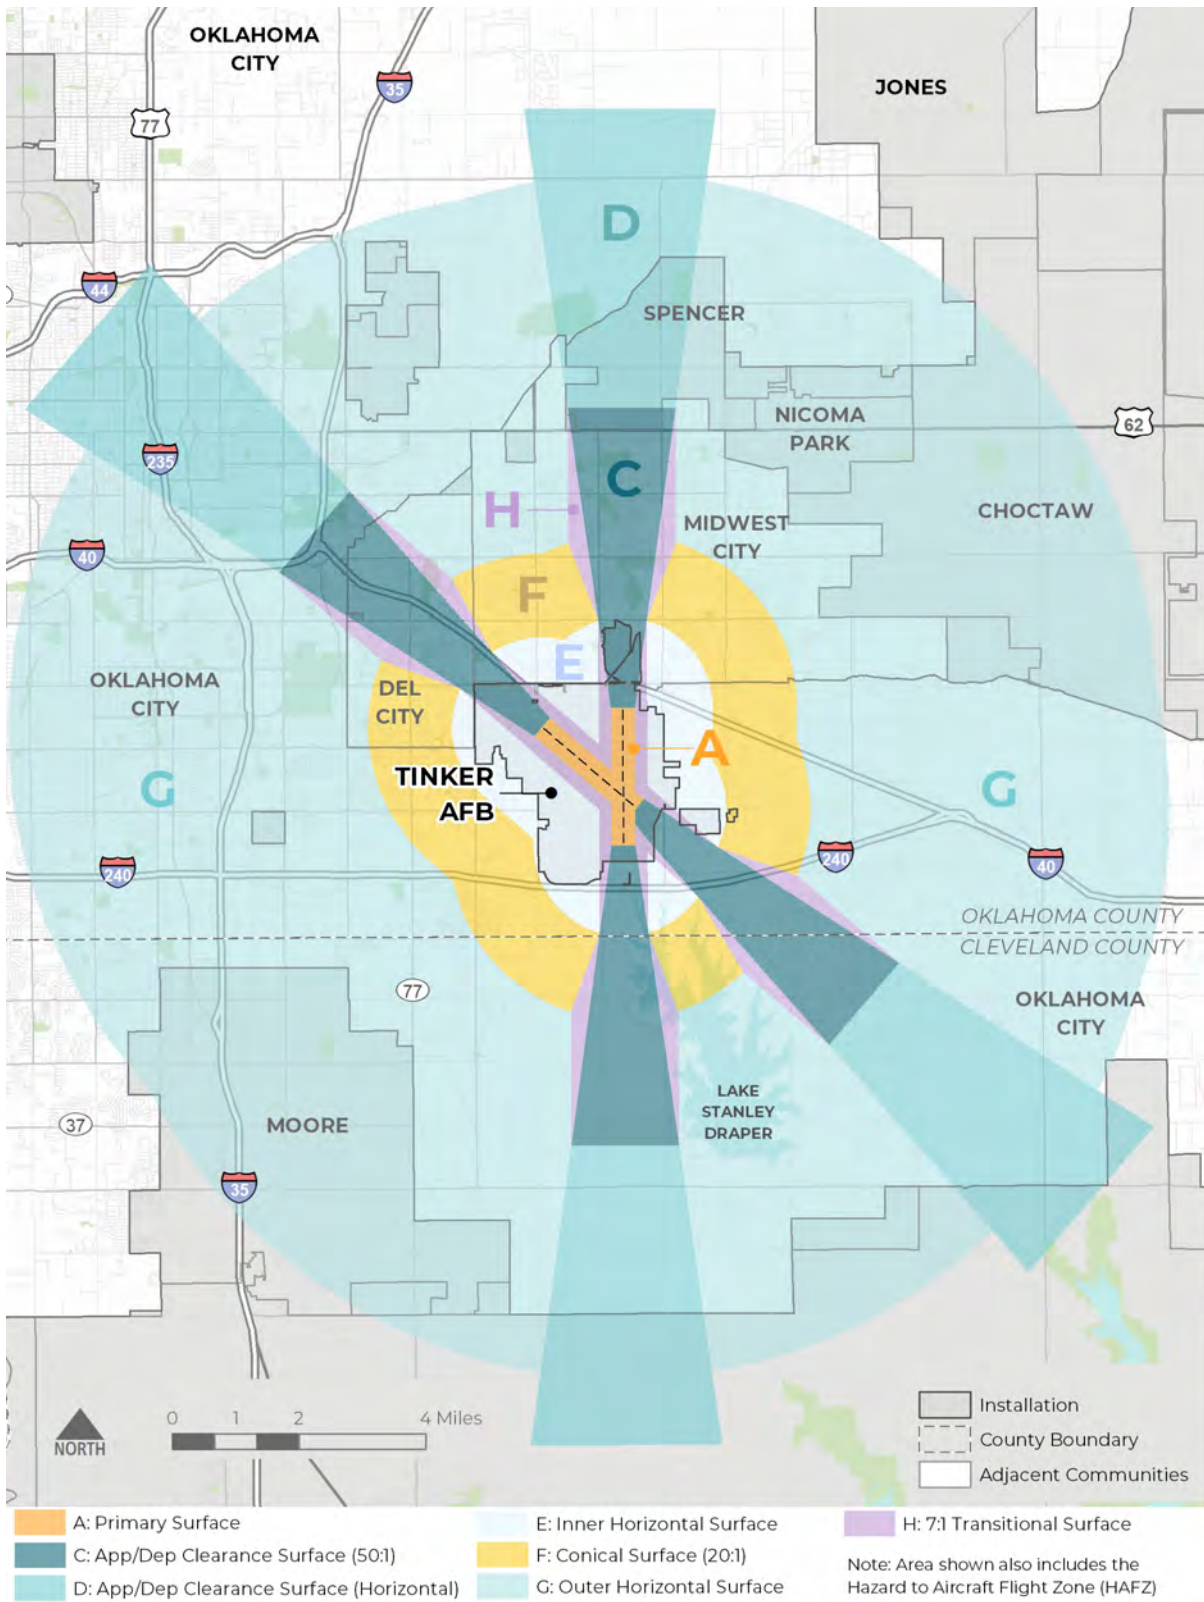 OKLAHOMA
CITY
35
JONES
77
D
44
SPENCER
NICOMA
PARK
62
235
C
H
MIDWEST
CITY
CHOCTAW
40
F
E
OKLAHOMA
CITY
DEL
CITY
A
G
TINKER
AFB
G
240
240
40
OKLAHOMA COUNTY
CLEVELAND COUNTY
77
OKLAHOMA
CITY
LAKE
STANLEY
DRAPER
37
MOORE
35
NORTH
0 1 2 4 Miles
Installation
County Boundary
Adjacent Communities
A: Primary Surface
C: App/Dep Clearance Surface (50:1)
D: App/Dep Clearance Surface (Horizontal)
E: Inner Horizontal Surface
F: Conical Surface (20:1)
G: Outer Horizontal Surface
H: 7:1 Transitional Surface
Note: Area shown also includes the
Hazard to Aircraft Flight Zone (HAFZ)